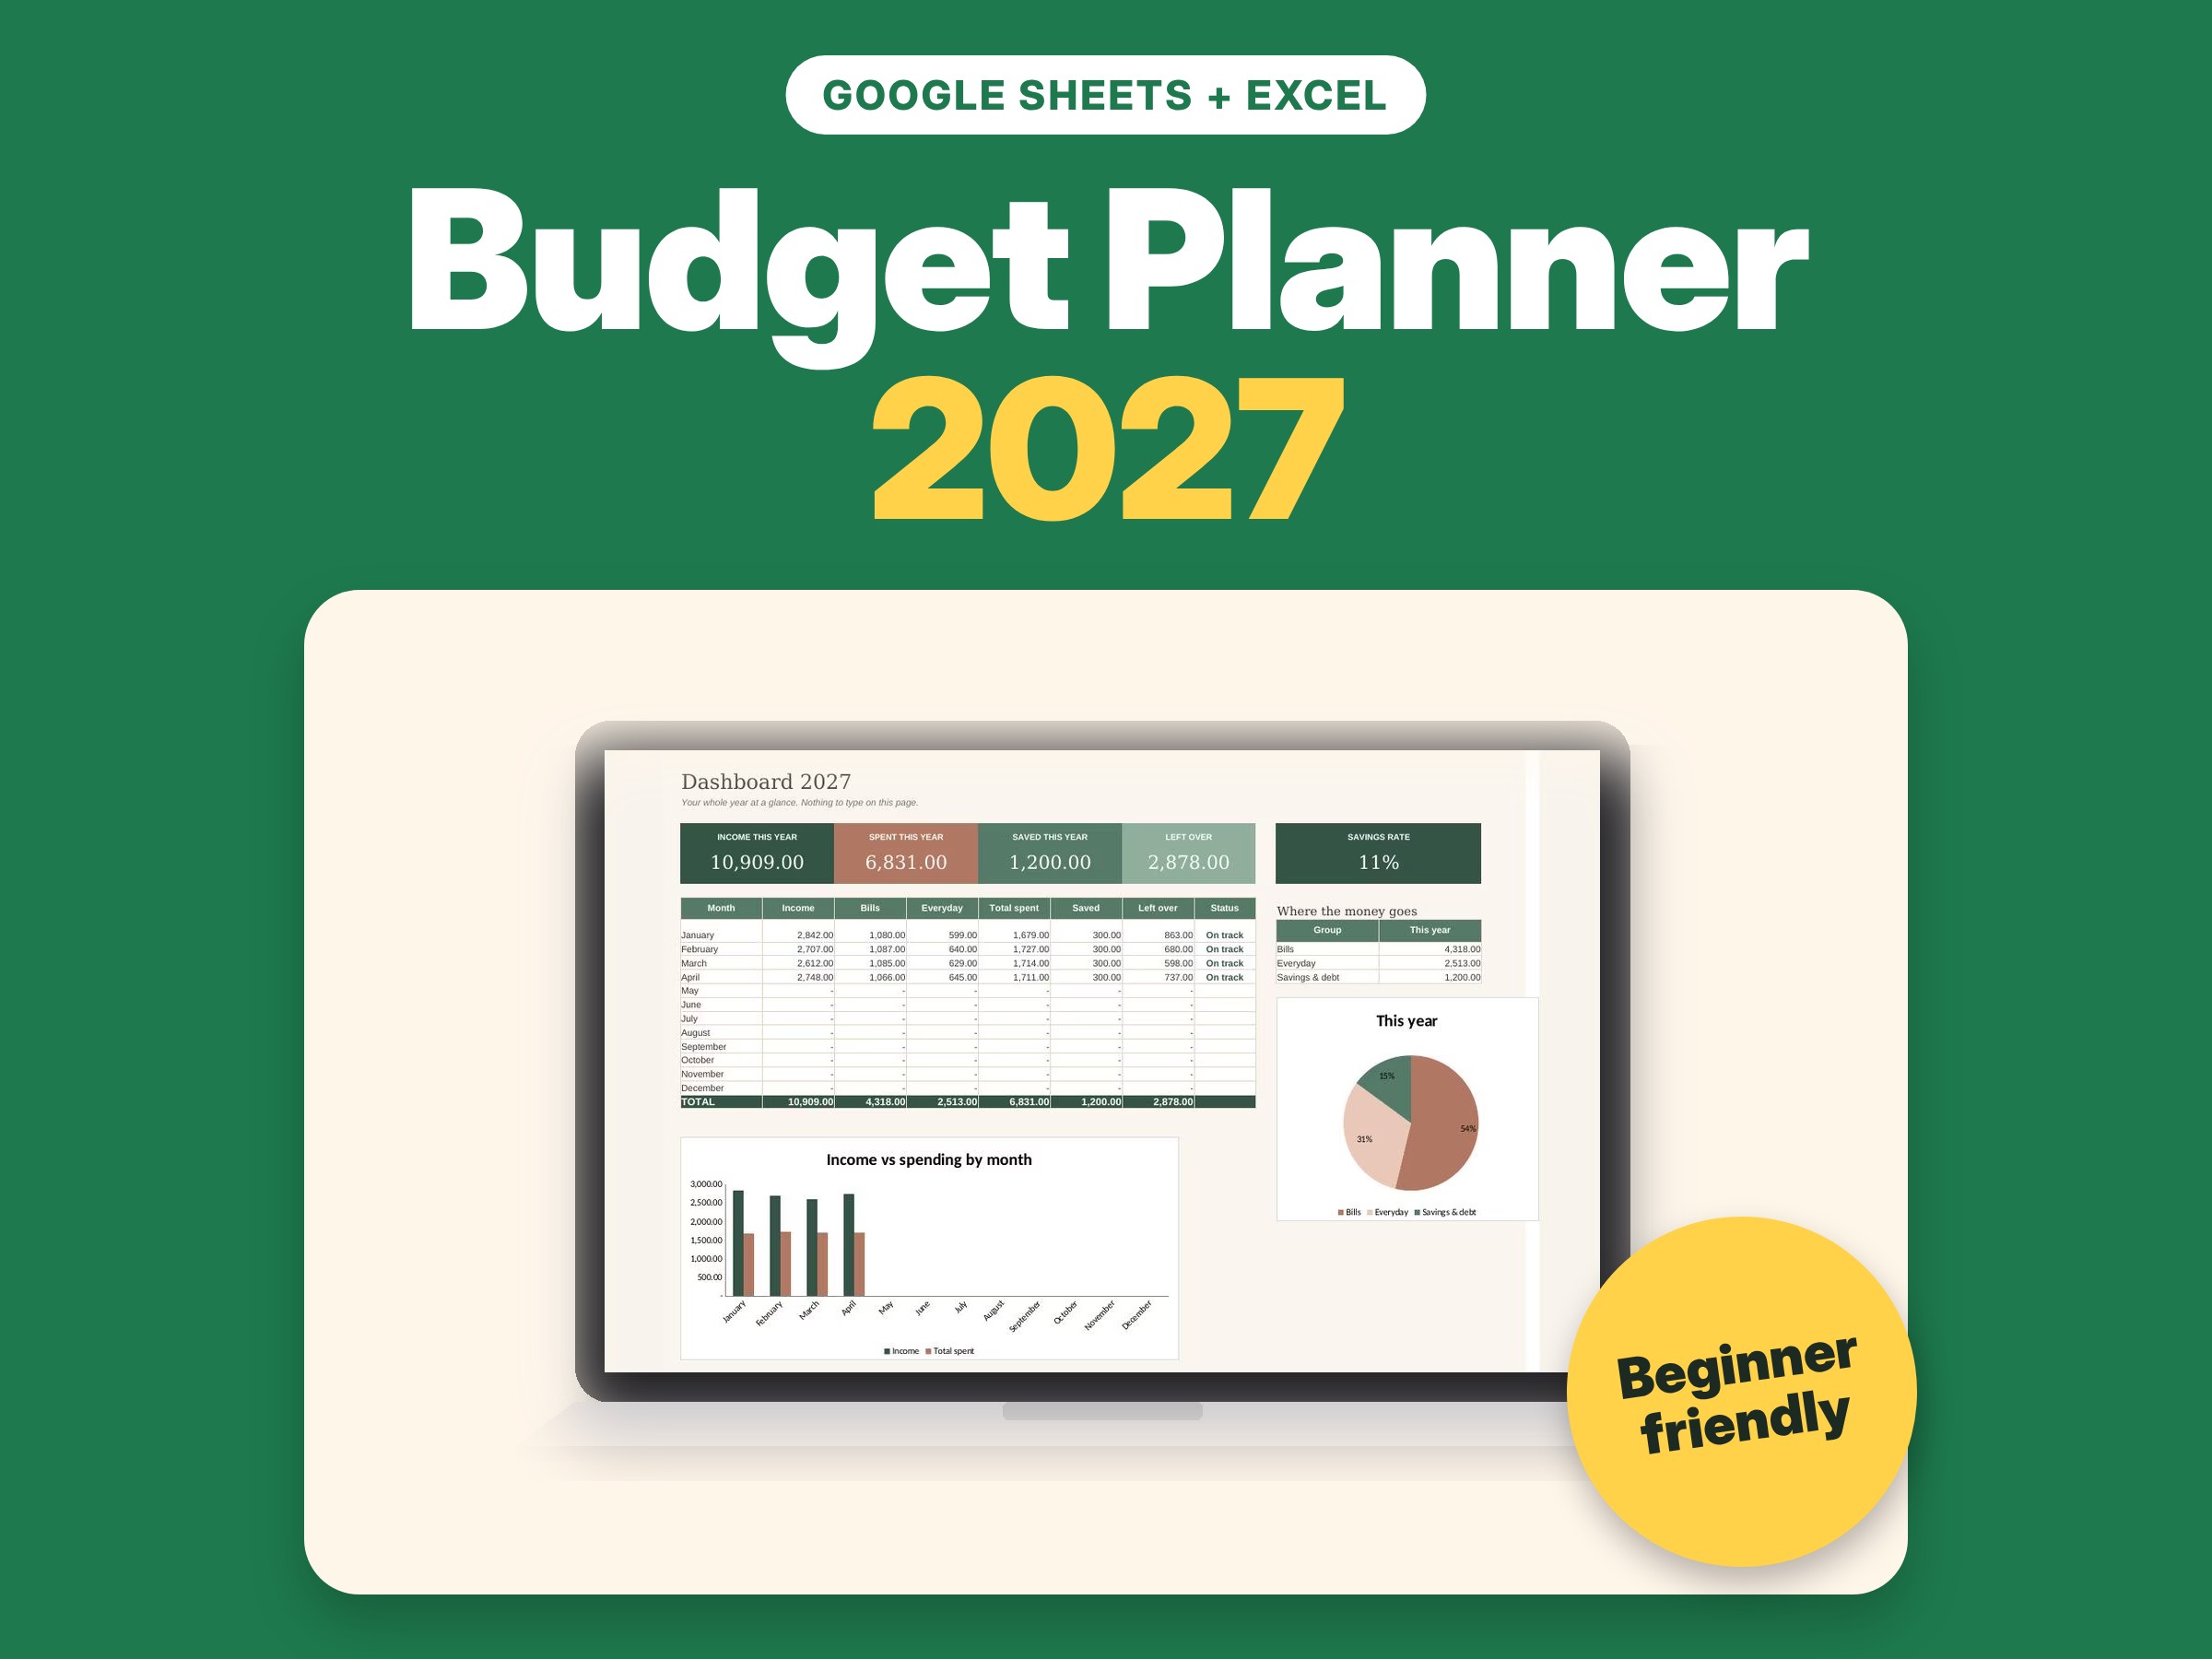 GOOGLE SHEETS + EXCEL
Budget Planner
2027
Dashboard 2027
Your whole year at a glance. Nothing to type on this page.
INCOME THIS YEAR SPENT THIS YEAR SAVED THIS YEAR LEFT OVER SAVINGS RATE
10,909.00 6,831.00 1,200.00 2,878.00 11%
Month Income Bills Everyday Total spent Saved Left over Status
January 2,842.00 1,080.00 599.00 1,679.00 300.00 863.00 On track
February 2,707.00 1,087.00 640.00 1,727.00 300.00 680.00 On track
March 2,612.00 1,085.00 629.00 1,714.00 300.00 598.00 On track
April 2,748.00 1,066.00 645.00 1,711.00 300.00 737.00 On track
May - - - - - -
June - - - - - -
July - - - - - -
August - - - - - -
September - - - - - -
October - - - - - -
November - - - - - -
December - - - - - -
TOTAL 10,909.00 4,318.00 2,513.00 6,831.00 1,200.00 2,878.00
Where the money goes
Group This year
Bills 4,318.00
Everyday 2,513.00
Savings & debt 1,200.00
This year
15%
54%
31%
Bills Everyday Savings & debt
Income vs spending by month
3,000.00
2,500.00
2,000.00
1,500.00
1,000.00
500.00
-
January February March April May June July August September October November December
Income Total spent
Beginner
friendly